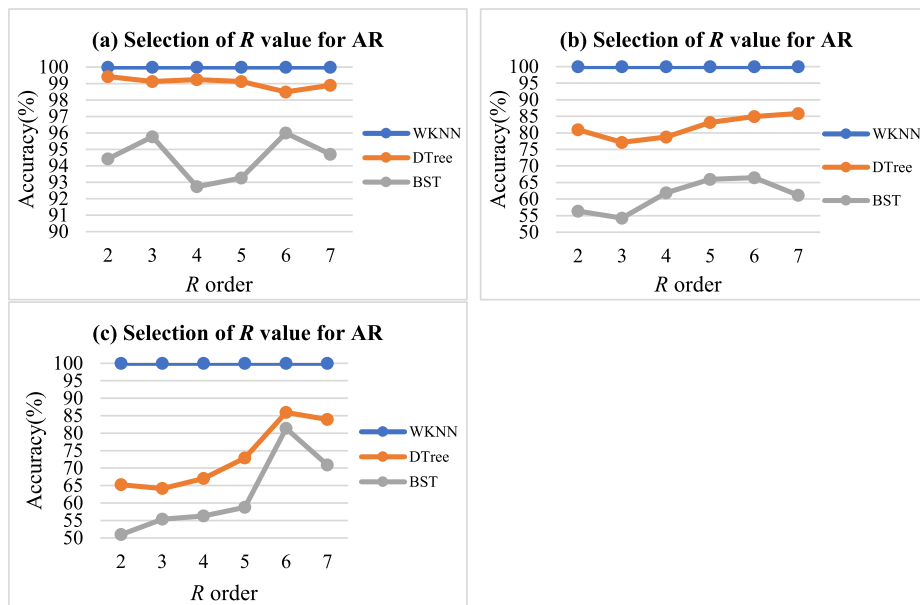 (a) Selection of R value for AR
100
99
98
97
96
95
94
93
92
91
90
Accuracy(%)
2 3 4 5 6 7
R order
WKNN
DTree
BST
(b) Selection of R value for AR
100
95
90
85
80
75
70
65
60
55
50
Accuracy(%)
2 3 4 5 6 7
R order
WKNN
DTree
BST
(c) Selection of R value for AR
100
95
90
85
80
75
70
65
60
55
50
Accuracy(%)
2 3 4 5 6 7
R order
WKNN
DTree
BST